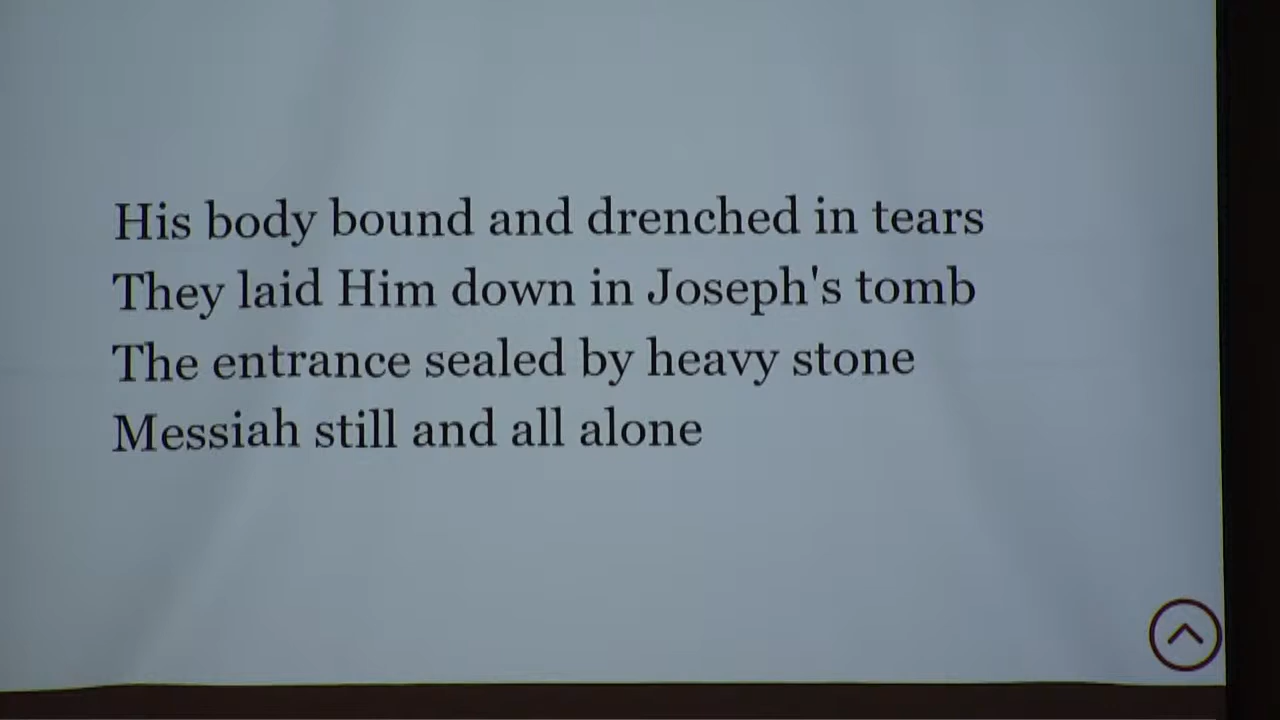 His body bound and drenched in tears
They laid Him down in Joseph's tomb
The entrance sealed by heavy stone
Messiah still and all alone